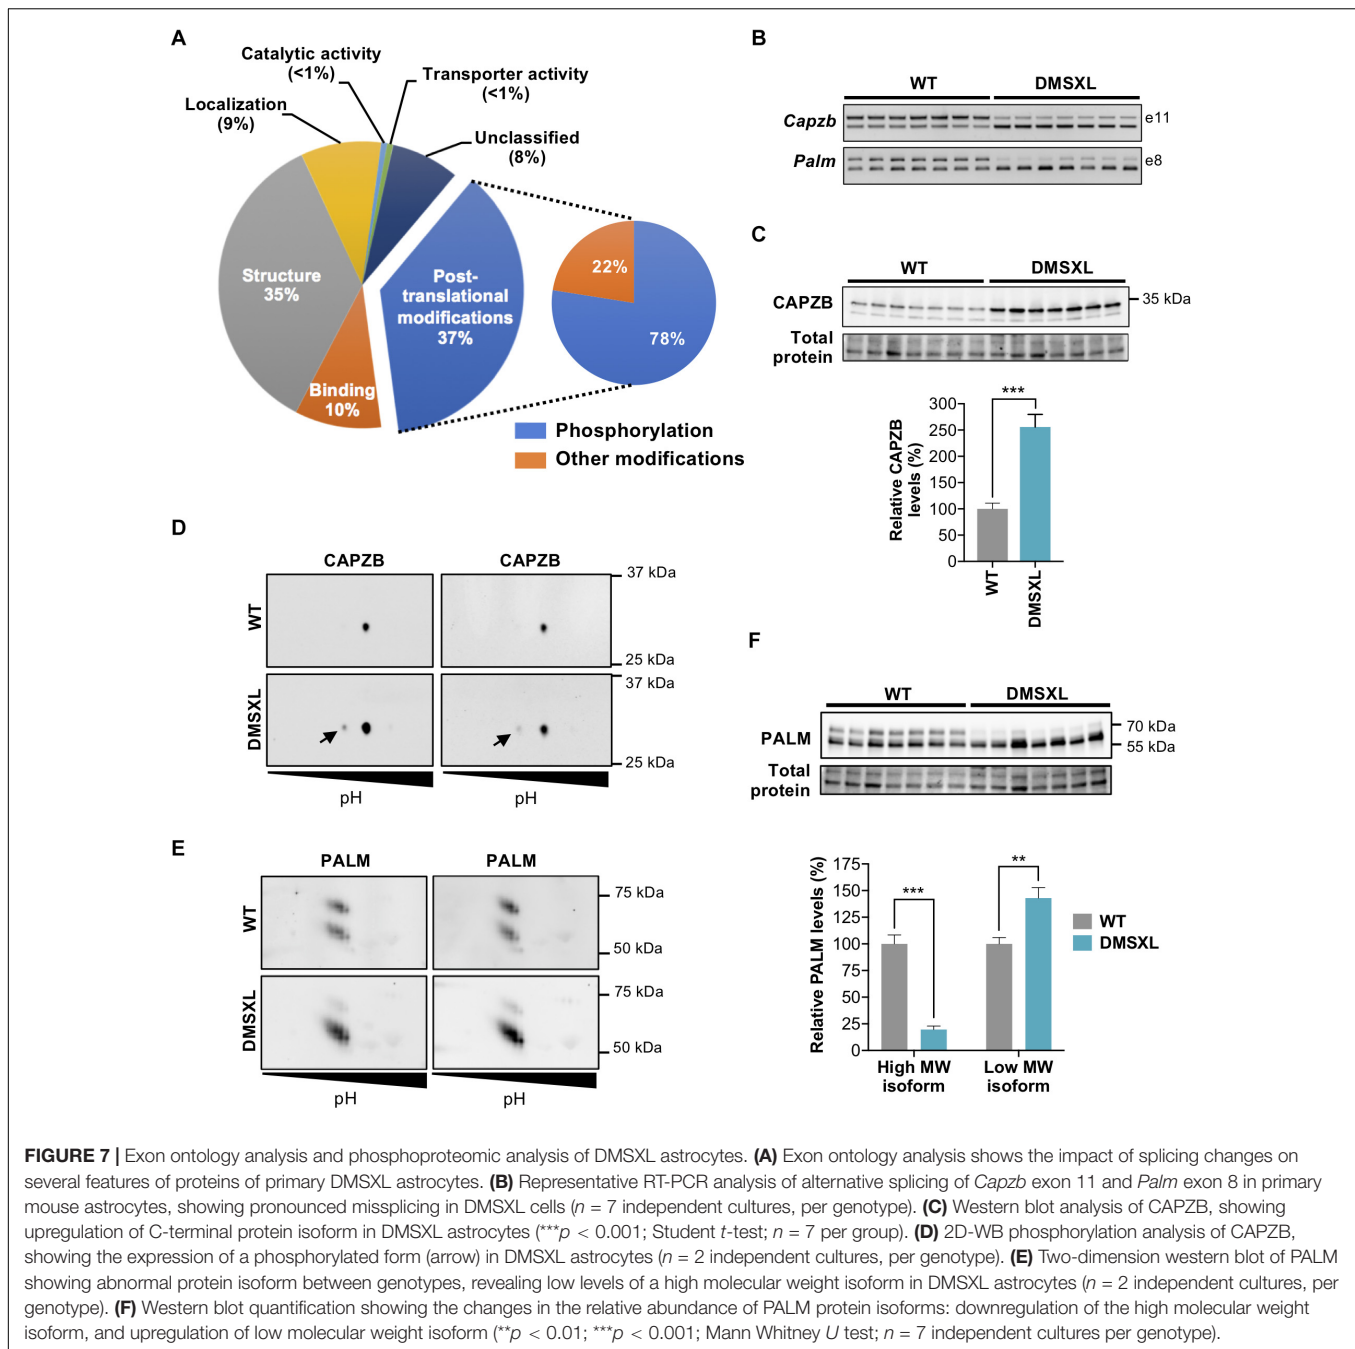 A
Catalytic activity
(<1%)
Transporter activity
(<1%)
Localization
(9%)
Unclassified
(8%)
Structure
35%
Post-
translational
modifications
37%
Binding
10%
22%
78%
Phosphorylation
Other modifications
B
WT DMSXL
Capzb e11
Palm e8
C
WT DMSXL
CAPZB 35 kDa
Total
protein
***
Relative CAPZB
levels (%)
300
250
200
150
100
50
0
WT
DMSXL
D
CAPZB CAPZB
WT
37 kDa
25 kDa
DMSXL
37 kDa
25 kDa
pH pH
E
PALM PALM
WT
75 kDa
50 kDa
DMSXL
75 kDa
50 kDa
pH pH
F
WT DMSXL
PALM
70 kDa
55 kDa
Total
protein
Relative PALM levels (%)
175
150
125
100
75
50
25
0
***
**
WT
DMSXL
High MW
isoform
Low MW
isoform
FIGURE 7 | Exon ontology analysis and phosphoproteomic analysis of DMSXL astrocytes. (A) Exon ontology analysis shows the impact of splicing changes on
several features of proteins of primary DMSXL astrocytes. (B) Representative RT-PCR analysis of alternative splicing of Capzb exon 11 and Palm exon 8 in primary
mouse astrocytes, showing pronounced missplicing in DMSXL cells (n = 7 independent cultures, per genotype). (C) Western blot analysis of CAPZB, showing
upregulation of C-terminal protein isoform in DMSXL astrocytes (***p < 0.001; Student t-test; n = 7 per group). (D) 2D-WB phosphorylation analysis of CAPZB,
showing the expression of a phosphorylated form (arrow) in DMSXL astrocytes (n = 2 independent cultures, per genotype). (E) Two-dimension western blot of PALM
showing abnormal protein isoform between genotypes, revealing low levels of a high molecular weight isoform in DMSXL astrocytes (n = 2 independent cultures, per
genotype). (F) Western blot quantification showing the changes in the relative abundance of PALM protein isoforms: downregulation of the high molecular weight
isoform, and upregulation of low molecular weight isoform (**p < 0.01; ***p < 0.001; Mann Whitney U test; n = 7 independent cultures per genotype).